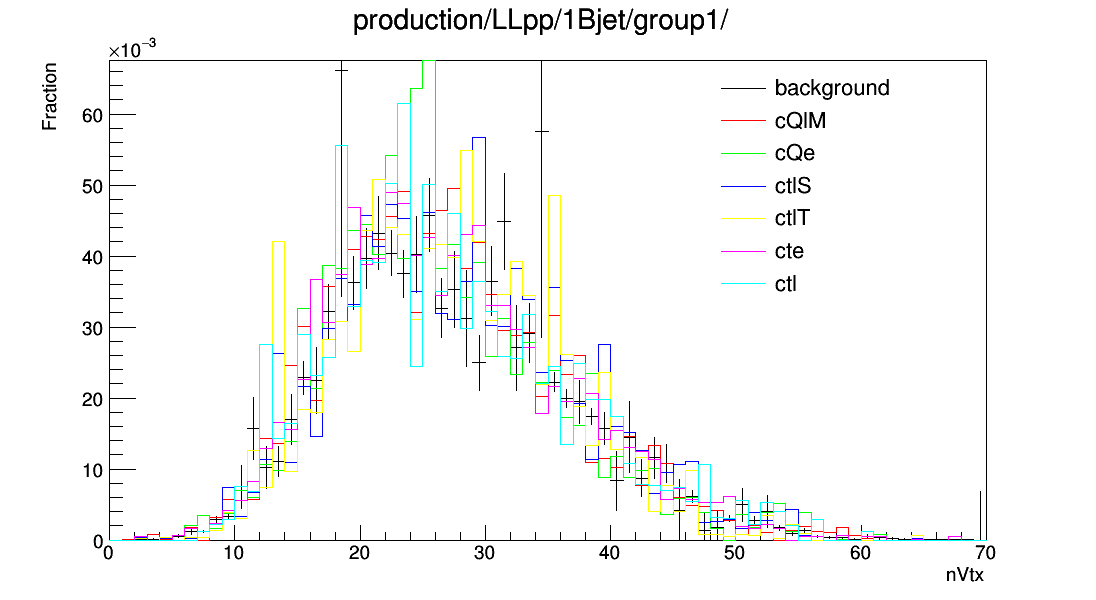 production/LLpp/1Bjet/group1/
×10⁻³
Fraction
background
cQlM
cQe
ctlS
ctlT
cte
ctl
60
50
40
30
20
10
0
0 10 20 30 40 50 60 70
nVtx